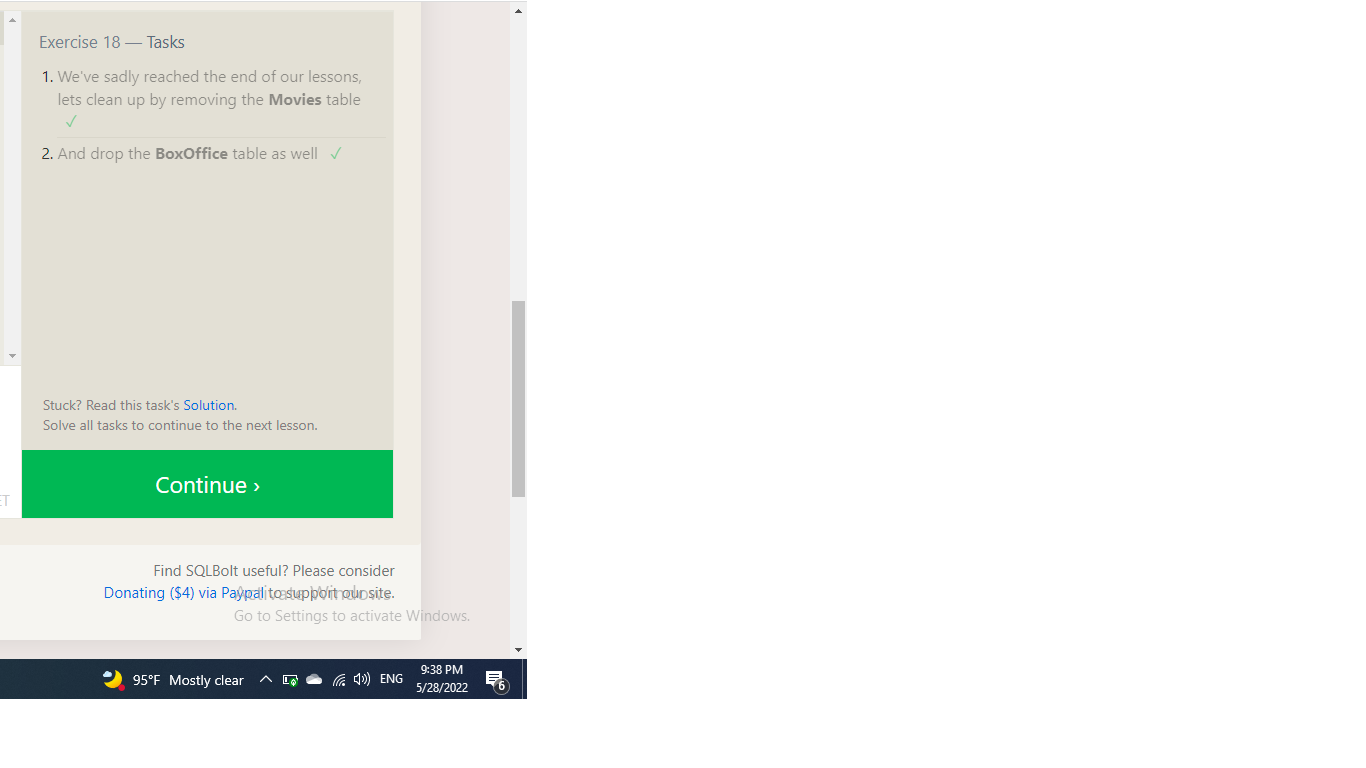 Exercise 18 — Tasks
1. We've sadly reached the end of our lessons,
lets clean up by removing the Movies table
✓
2. And drop the BoxOffice table as well ✓
Stuck? Read this task's Solution.
Solve all tasks to continue to the next lesson.
Continue ›
ET
Find SQLBolt useful? Please consider
Donating ($4) via Paypal to support our site.
Activate Windows
Go to Settings to activate Windows.
95°F Mostly clear
ENG
9:38 PM
5/28/2022
6